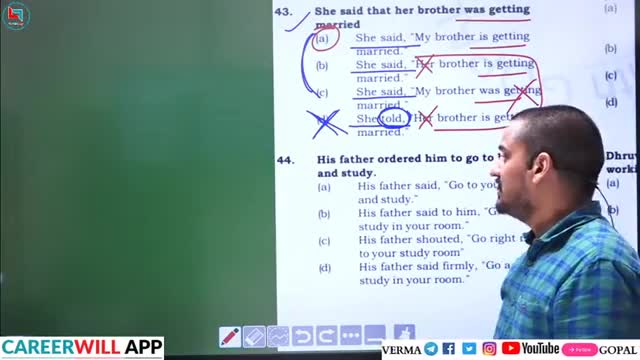 43. She said that her brother was getting
married
(a) She said, "My brother is getting
married."
(b) She said, "Her brother is getting
married."
(c) She said, "My brother was getting
married."
She told, "Her brother is
married."
44. His father ordered him to go to
and study.
(a) His father said, "Go to
and study."
(b) His father said to him,
study in your room."
(c) His father shouted, "Go right
to your study room"
(d) His father said firmly, "Go
study in your room."
(a)
(b)
(c)
(d)
(a)
(b)
CAREERWILL APP
VERMA
YouTube
GOPAL